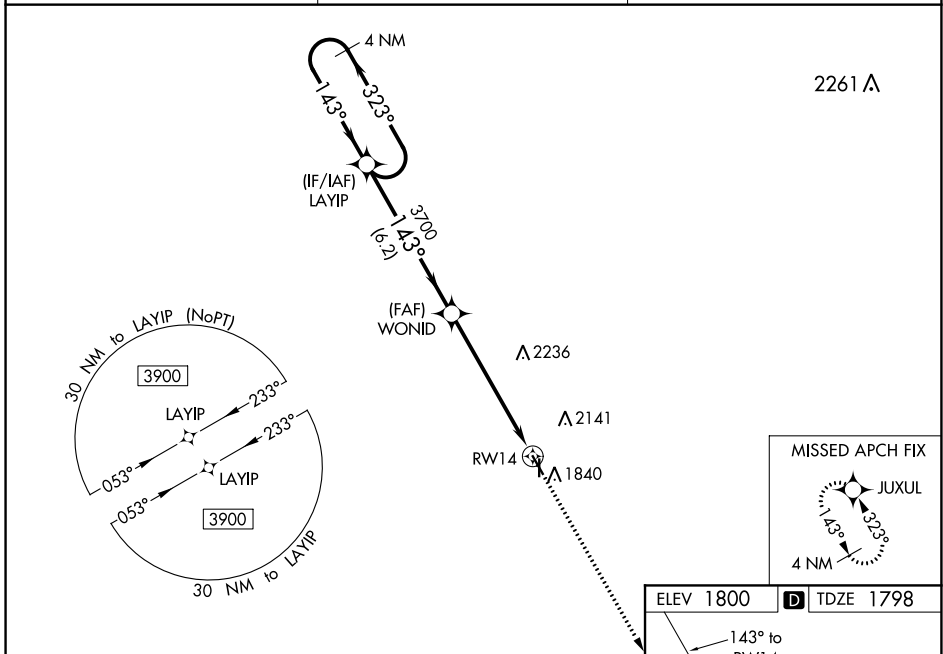 4 NM
2261
143°
323°
(IF/IAF)
LAYIP
3700
143°
(6.2)
(FAF)
WONID
30 NM to LAYIP (NoPT)
3900
2236
233°
LAYIP
2141
053°
233°
LAYIP
RW14
1840
053°
3900
30 NM to LAYIP
MISSED APCH FIX
JUXUL
143°
323°
4 NM
ELEV 1800
D
TDZE 1798
143° to